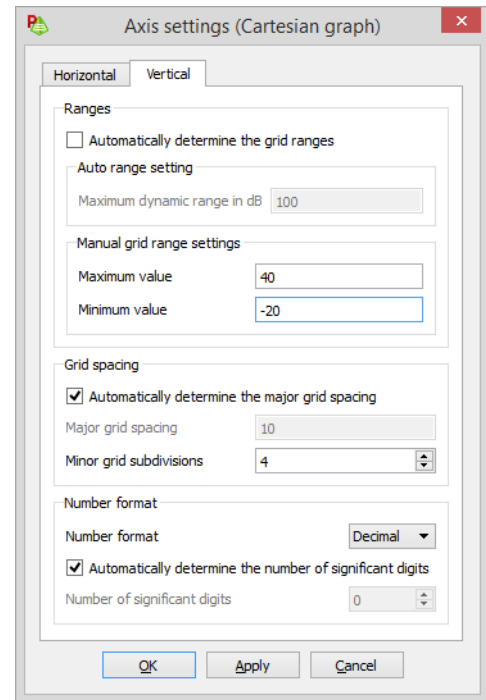 Axis settings (Cartesian graph)
Horizontal
Vertical
Ranges
Automatically determine the grid ranges
Auto range setting
Maximum dynamic range in dB 100
Manual grid range settings
Maximum value 40
Minimum value -20
Grid spacing
Automatically determine the major grid spacing
Major grid spacing 10
Minor grid subdivisions 4
Number format
Number format Decimal
Automatically determine the number of significant digits
Number of significant digits 0
OK Apply Cancel